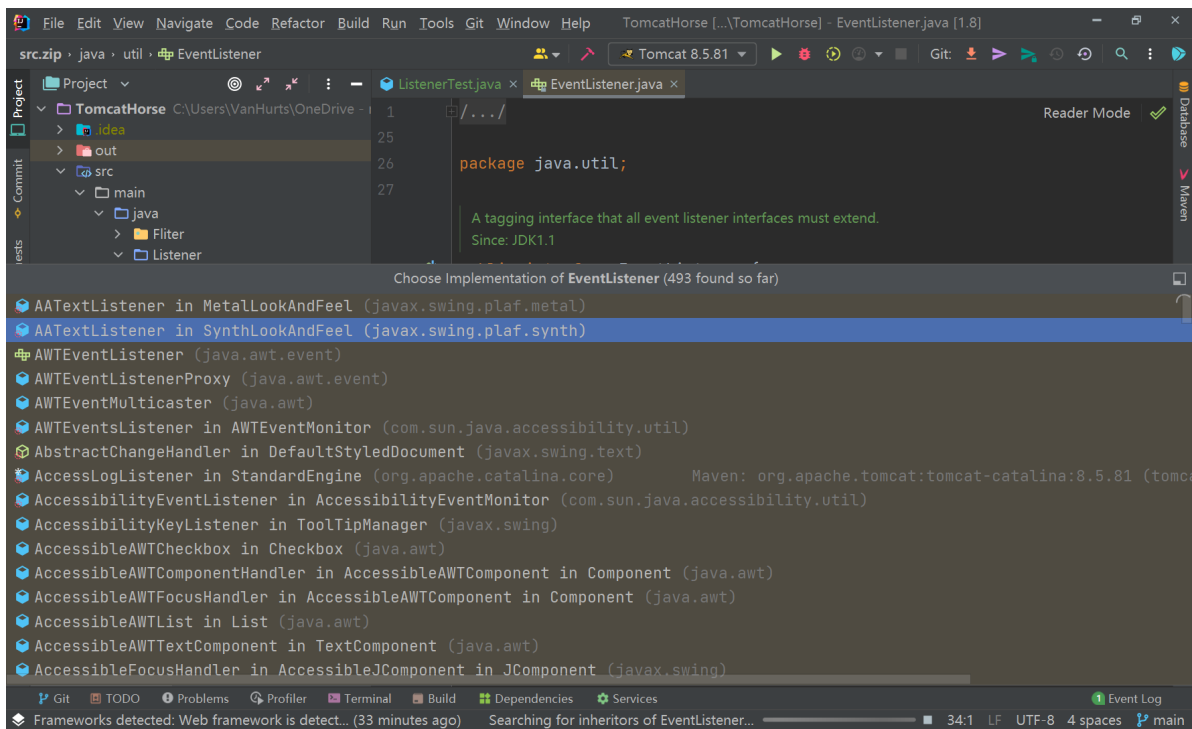 File Edit View Navigate Code Refactor Build Run Tools Git Window Help TomcatHorse [...\TomcatHorse] - EventListener.java [1.8]
src.zip › java › util › EventListener Tomcat 8.5.81 Git:
Project ListenerTest.java × EventListener.java ×
Project
Commit
Database
Maven
TomcatHorse C:\Users\VanHurts\OneDrive -
.idea
out
src
main
java
Fliter
Listener
1 /.../ Reader Mode
25
26 package java.util;
27
A tagging interface that all event listener interfaces must extend.
Since: JDK1.1
Choose Implementation of EventListener (493 found so far)
AATextListener in MetalLookAndFeel (javax.swing.plaf.metal)
AATextListener in SynthLookAndFeel (javax.swing.plaf.synth)
AWTEventListener (java.awt.event)
AWTEventListenerProxy (java.awt.event)
AWTEventMulticaster (java.awt)
AWTEventsListener in AWTEventMonitor (com.sun.java.accessibility.util)
AbstractChangeHandler in DefaultStyledDocument (javax.swing.text)
AccessLogListener in StandardEngine (org.apache.catalina.core) Maven: org.apache.tomcat:tomcat-catalina:8.5.81 (tomca
AccessibilityEventListener in AccessibilityEventMonitor (com.sun.java.accessibility.util)
AccessibilityKeyListener in ToolTipManager (javax.swing)
AccessibleAWTCheckbox in Checkbox (java.awt)
AccessibleAWTComponentHandler in AccessibleAWTComponent in Component (java.awt)
AccessibleAWTFocusHandler in AccessibleAWTComponent in Component (java.awt)
AccessibleAWTList in List (java.awt)
AccessibleAWTTextComponent in TextComponent (java.awt)
AccessibleFocusHandler in AccessibleJComponent in JComponent (javax.swing)
Git TODO Problems Profiler Terminal Build Dependencies Services 1 Event Log
Frameworks detected: Web framework is detect... (33 minutes ago) Searching for inheritors of EventListener... 34:1 LF UTF-8 4 spaces main